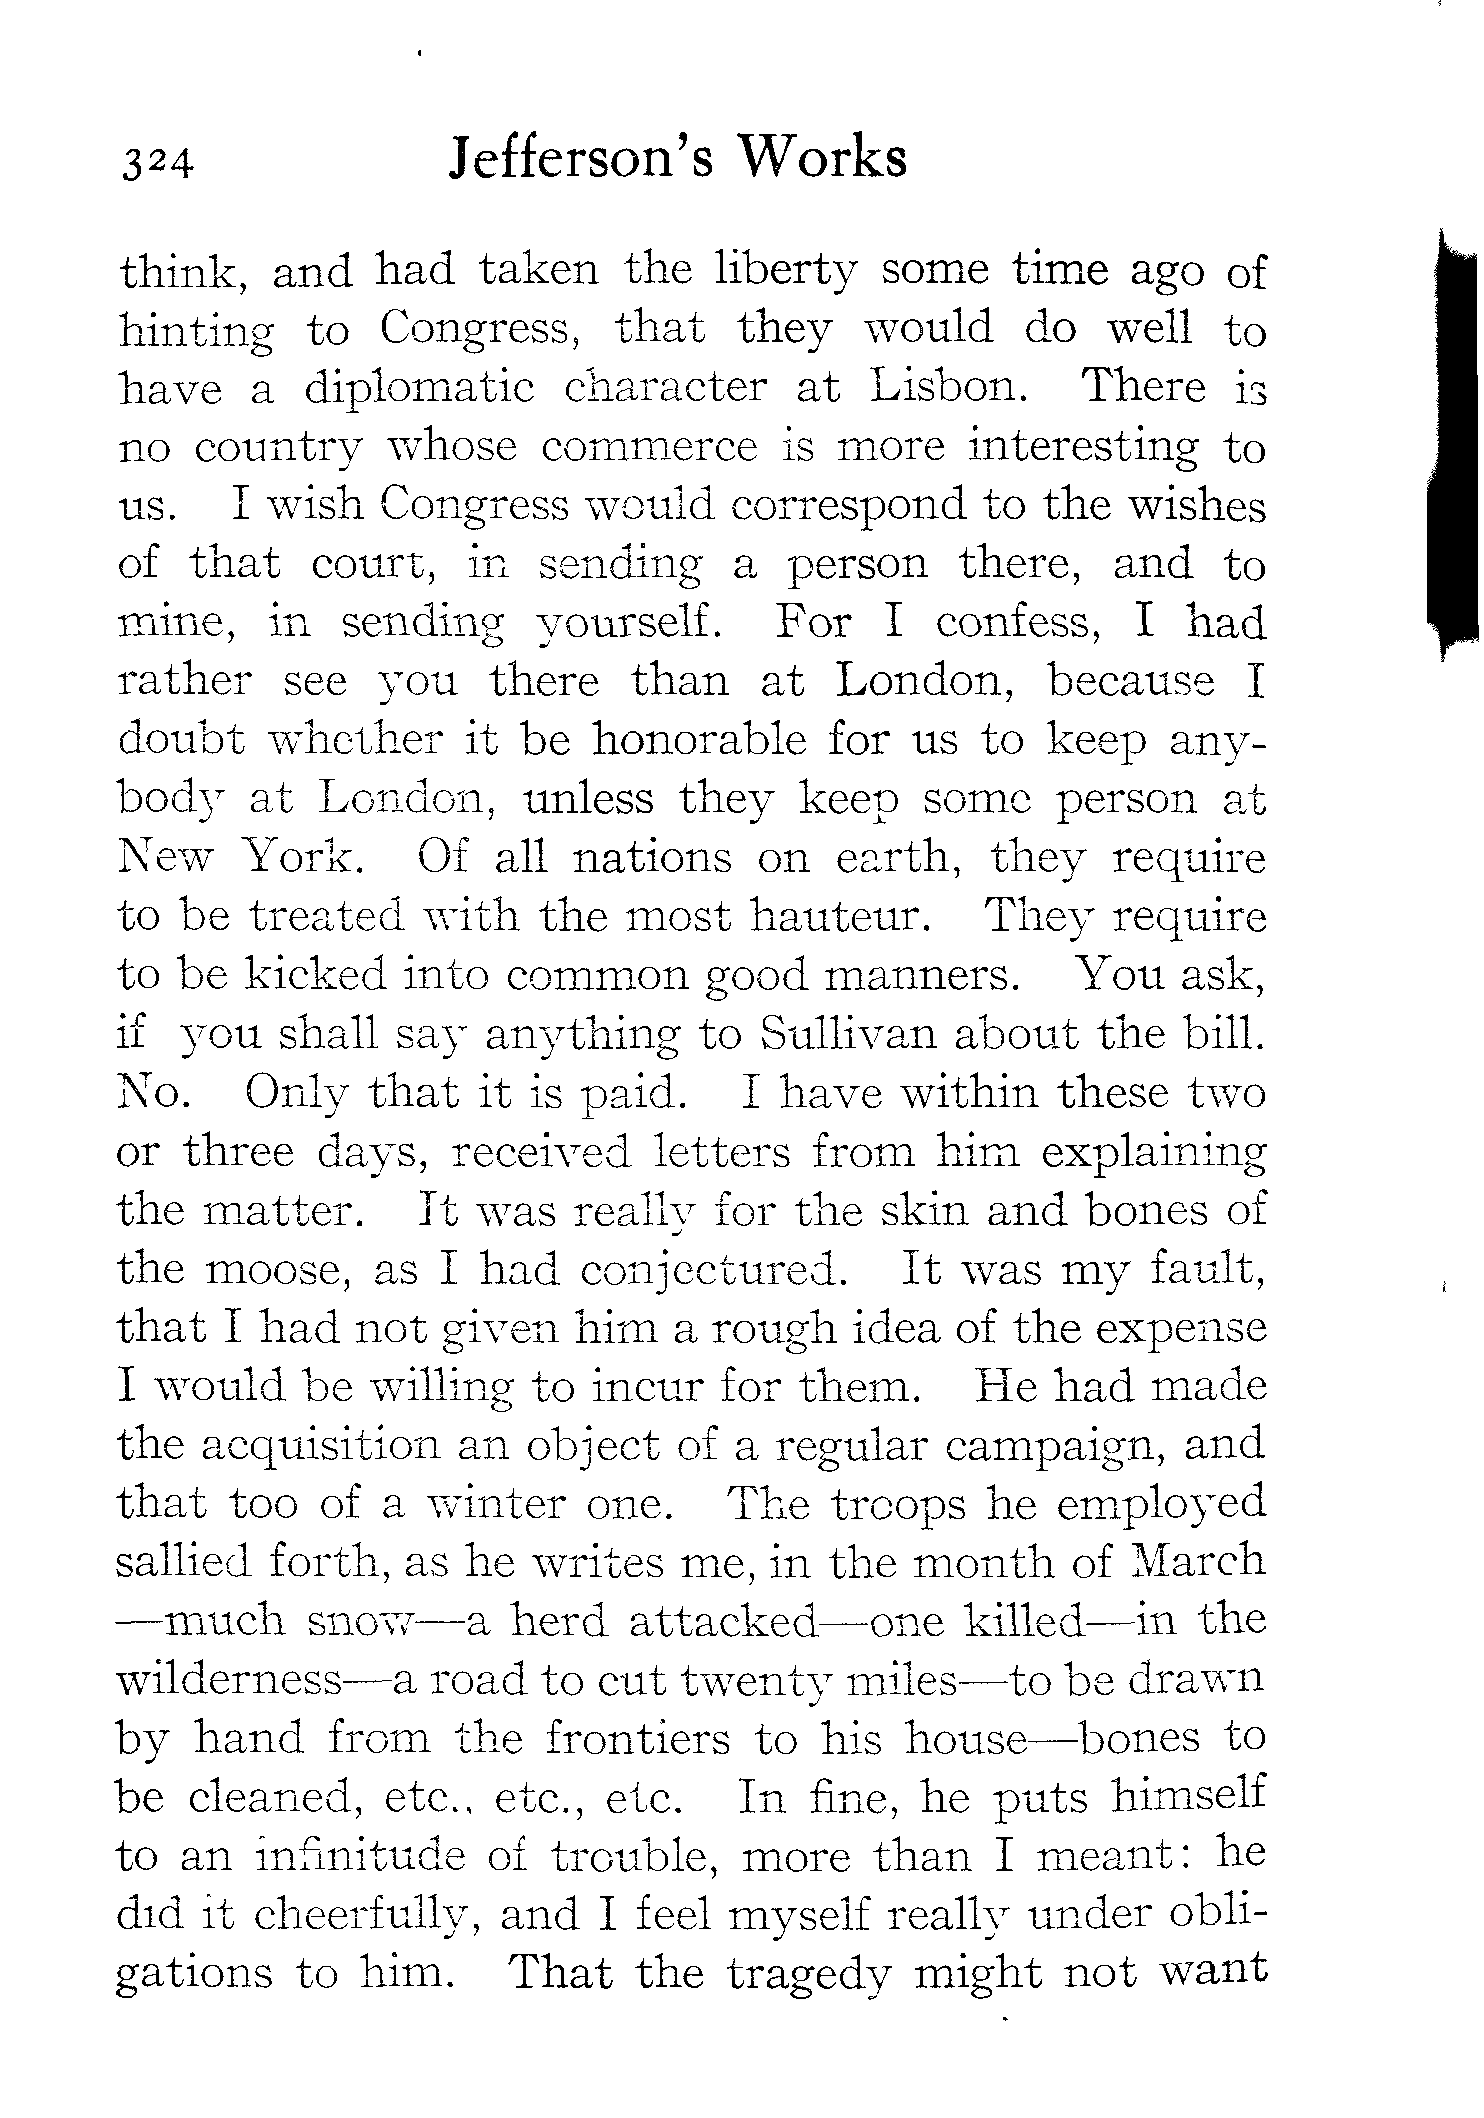 324 Jefferson's Works
think, and had taken the liberty some time ago of
hinting to Congress, that they would do well to
have a diplomatic character at Lisbon. There is
no country whose commerce is more interesting to
us. I wish Congress would correspond to the wishes
of that court, in sending a person there, and to
mine, in sending yourself. For I confess, I had
rather see you there than at London, because I
doubt whether it be honorable for us to keep any-
body at London, unless they keep some person at
New York. Of all nations on earth, they require
to be treated with the most hauteur. They require
to be kicked into common good manners. You ask,
if you shall say anything to Sullivan about the bill.
No. Only that it is paid. I have within these two
or three days, received letters from him explaining
the matter. It was really for the skin and bones of
the moose, as I had conjectured. It was my fault,
that I had not given him a rough idea of the expense
I would be willing to incur for them. He had made
the acquisition an object of a regular campaign, and
that too of a winter one. The troops he employed
sallied forth, as he writes me, in the month of March
—much snow—a herd attacked—one killed—in the
wilderness—a road to cut twenty miles—to be drawn
by hand from the frontiers to his house—bones to
be cleaned, etc., etc., etc. In fine, he puts himself
to an infinitude of trouble, more than I meant: he
did it cheerfully, and I feel myself really under obli-
gations to him. That the tragedy might not want